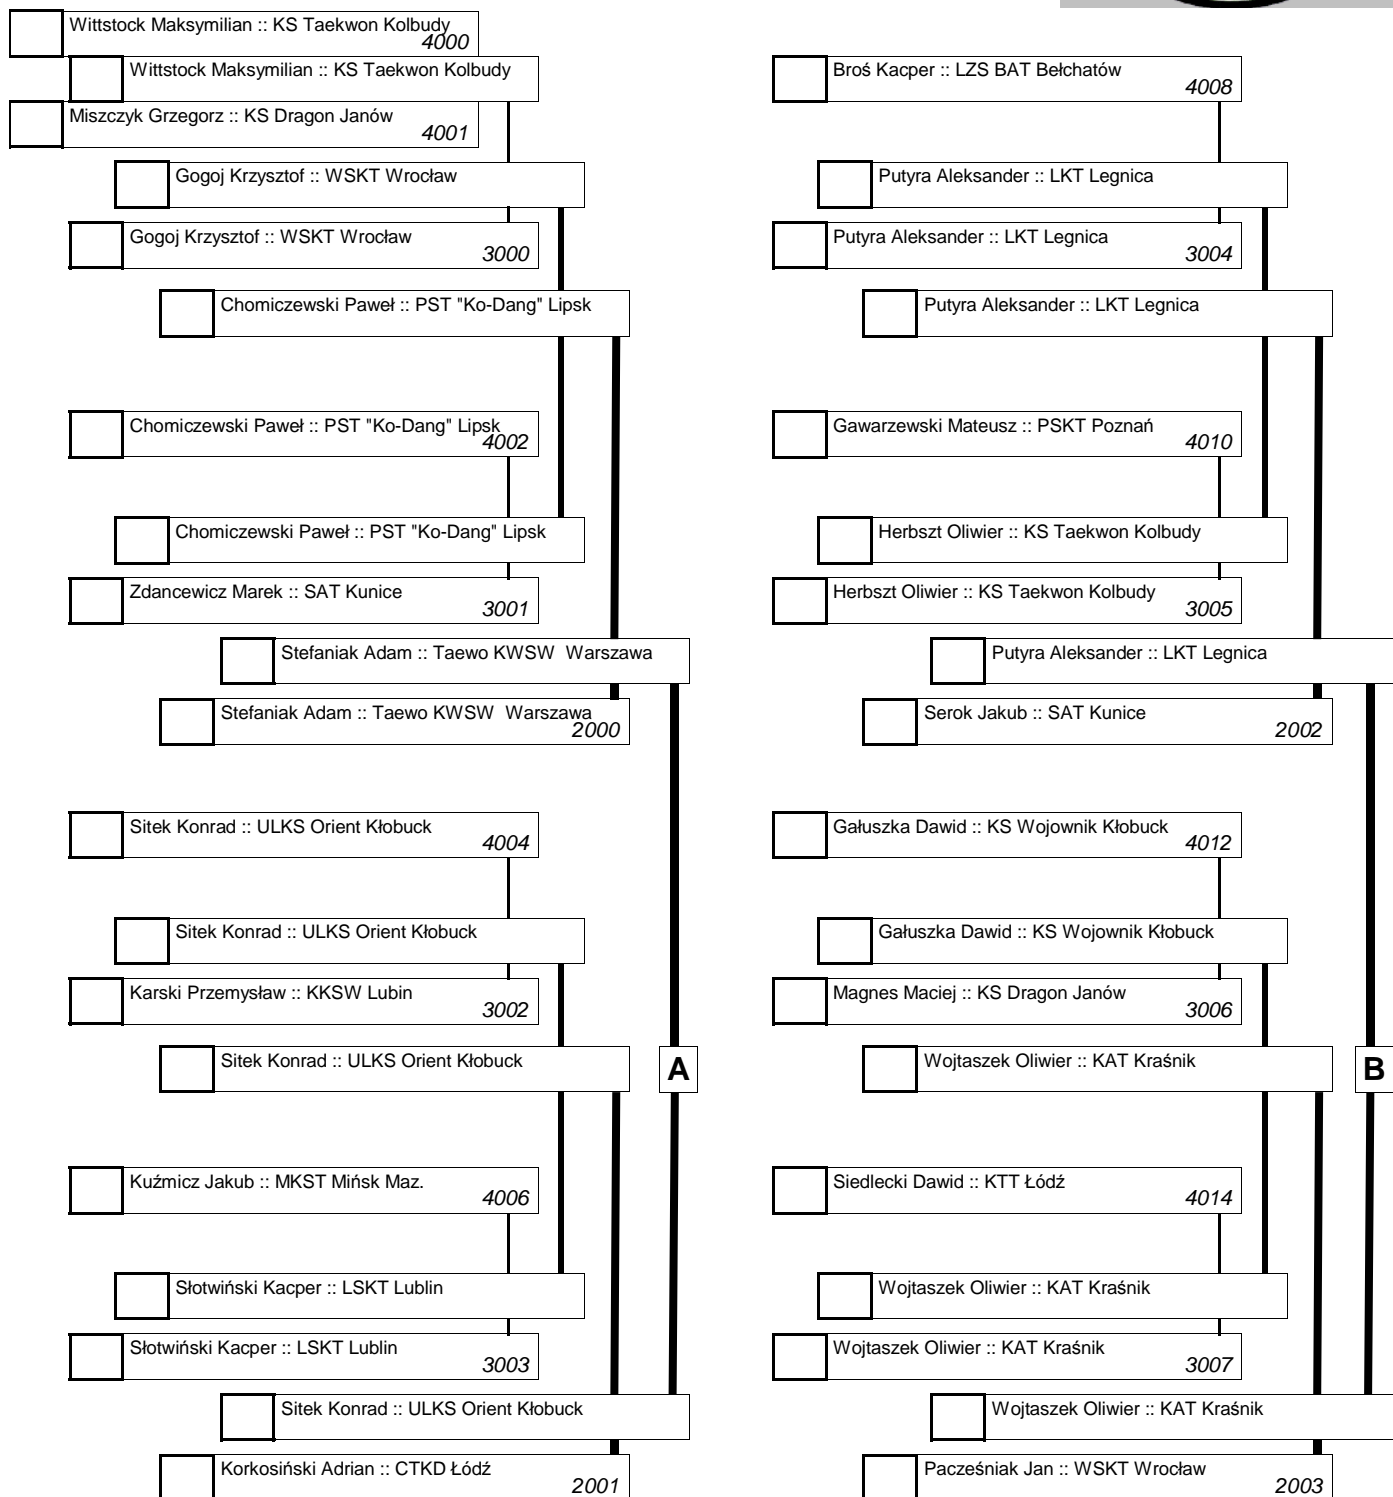 Wittstock Maksymilian :: KS Taekwon Kolbudy
4000
Wittstock Maksymilian :: KS Taekwon Kolbudy
Miszczyk Grzegorz :: KS Dragon Janów
4001
Gogoj Krzysztof :: WSKT Wrocław
Gogoj Krzysztof :: WSKT Wrocław
3000
Chomiczewski Paweł :: PST "Ko-Dang" Lipsk
Chomiczewski Paweł :: PST "Ko-Dang" Lipsk
4002
Chomiczewski Paweł :: PST "Ko-Dang" Lipsk
Zdancewicz Marek :: SAT Kunice
3001
Stefaniak Adam :: Taewo KWSW  Warszawa
Stefaniak Adam :: Taewo KWSW  Warszawa
2000
Sitek Konrad :: ULKS Orient Kłobuck
4004
Sitek Konrad :: ULKS Orient Kłobuck
Karski Przemysław :: KKSW Lubin
3002
Sitek Konrad :: ULKS Orient Kłobuck
A
Kuźmicz Jakub :: MKST Mińsk Maz.
4006
Słotwiński Kacper :: LSKT Lublin
Słotwiński Kacper :: LSKT Lublin
3003
Sitek Konrad :: ULKS Orient Kłobuck
Korkosiński Adrian :: CTKD Łódź
2001
Broś Kacper :: LZS BAT Bełchatów
4008
Putyra Aleksander :: LKT Legnica
Putyra Aleksander :: LKT Legnica
3004
Putyra Aleksander :: LKT Legnica
Gawarzewski Mateusz :: PSKT Poznań
4010
Herbszt Oliwier :: KS Taekwon Kolbudy
Herbszt Oliwier :: KS Taekwon Kolbudy
3005
Putyra Aleksander :: LKT Legnica
Serok Jakub :: SAT Kunice
2002
Gałuszka Dawid :: KS Wojownik Kłobuck
4012
Gałuszka Dawid :: KS Wojownik Kłobuck
Magnes Maciej :: KS Dragon Janów
3006
Wojtaszek Oliwier :: KAT Kraśnik
B
Siedlecki Dawid :: KTT Łódź
4014
Wojtaszek Oliwier :: KAT Kraśnik
Wojtaszek Oliwier :: KAT Kraśnik
3007
Wojtaszek Oliwier :: KAT Kraśnik
Pacześniak Jan :: WSKT Wrocław
2003